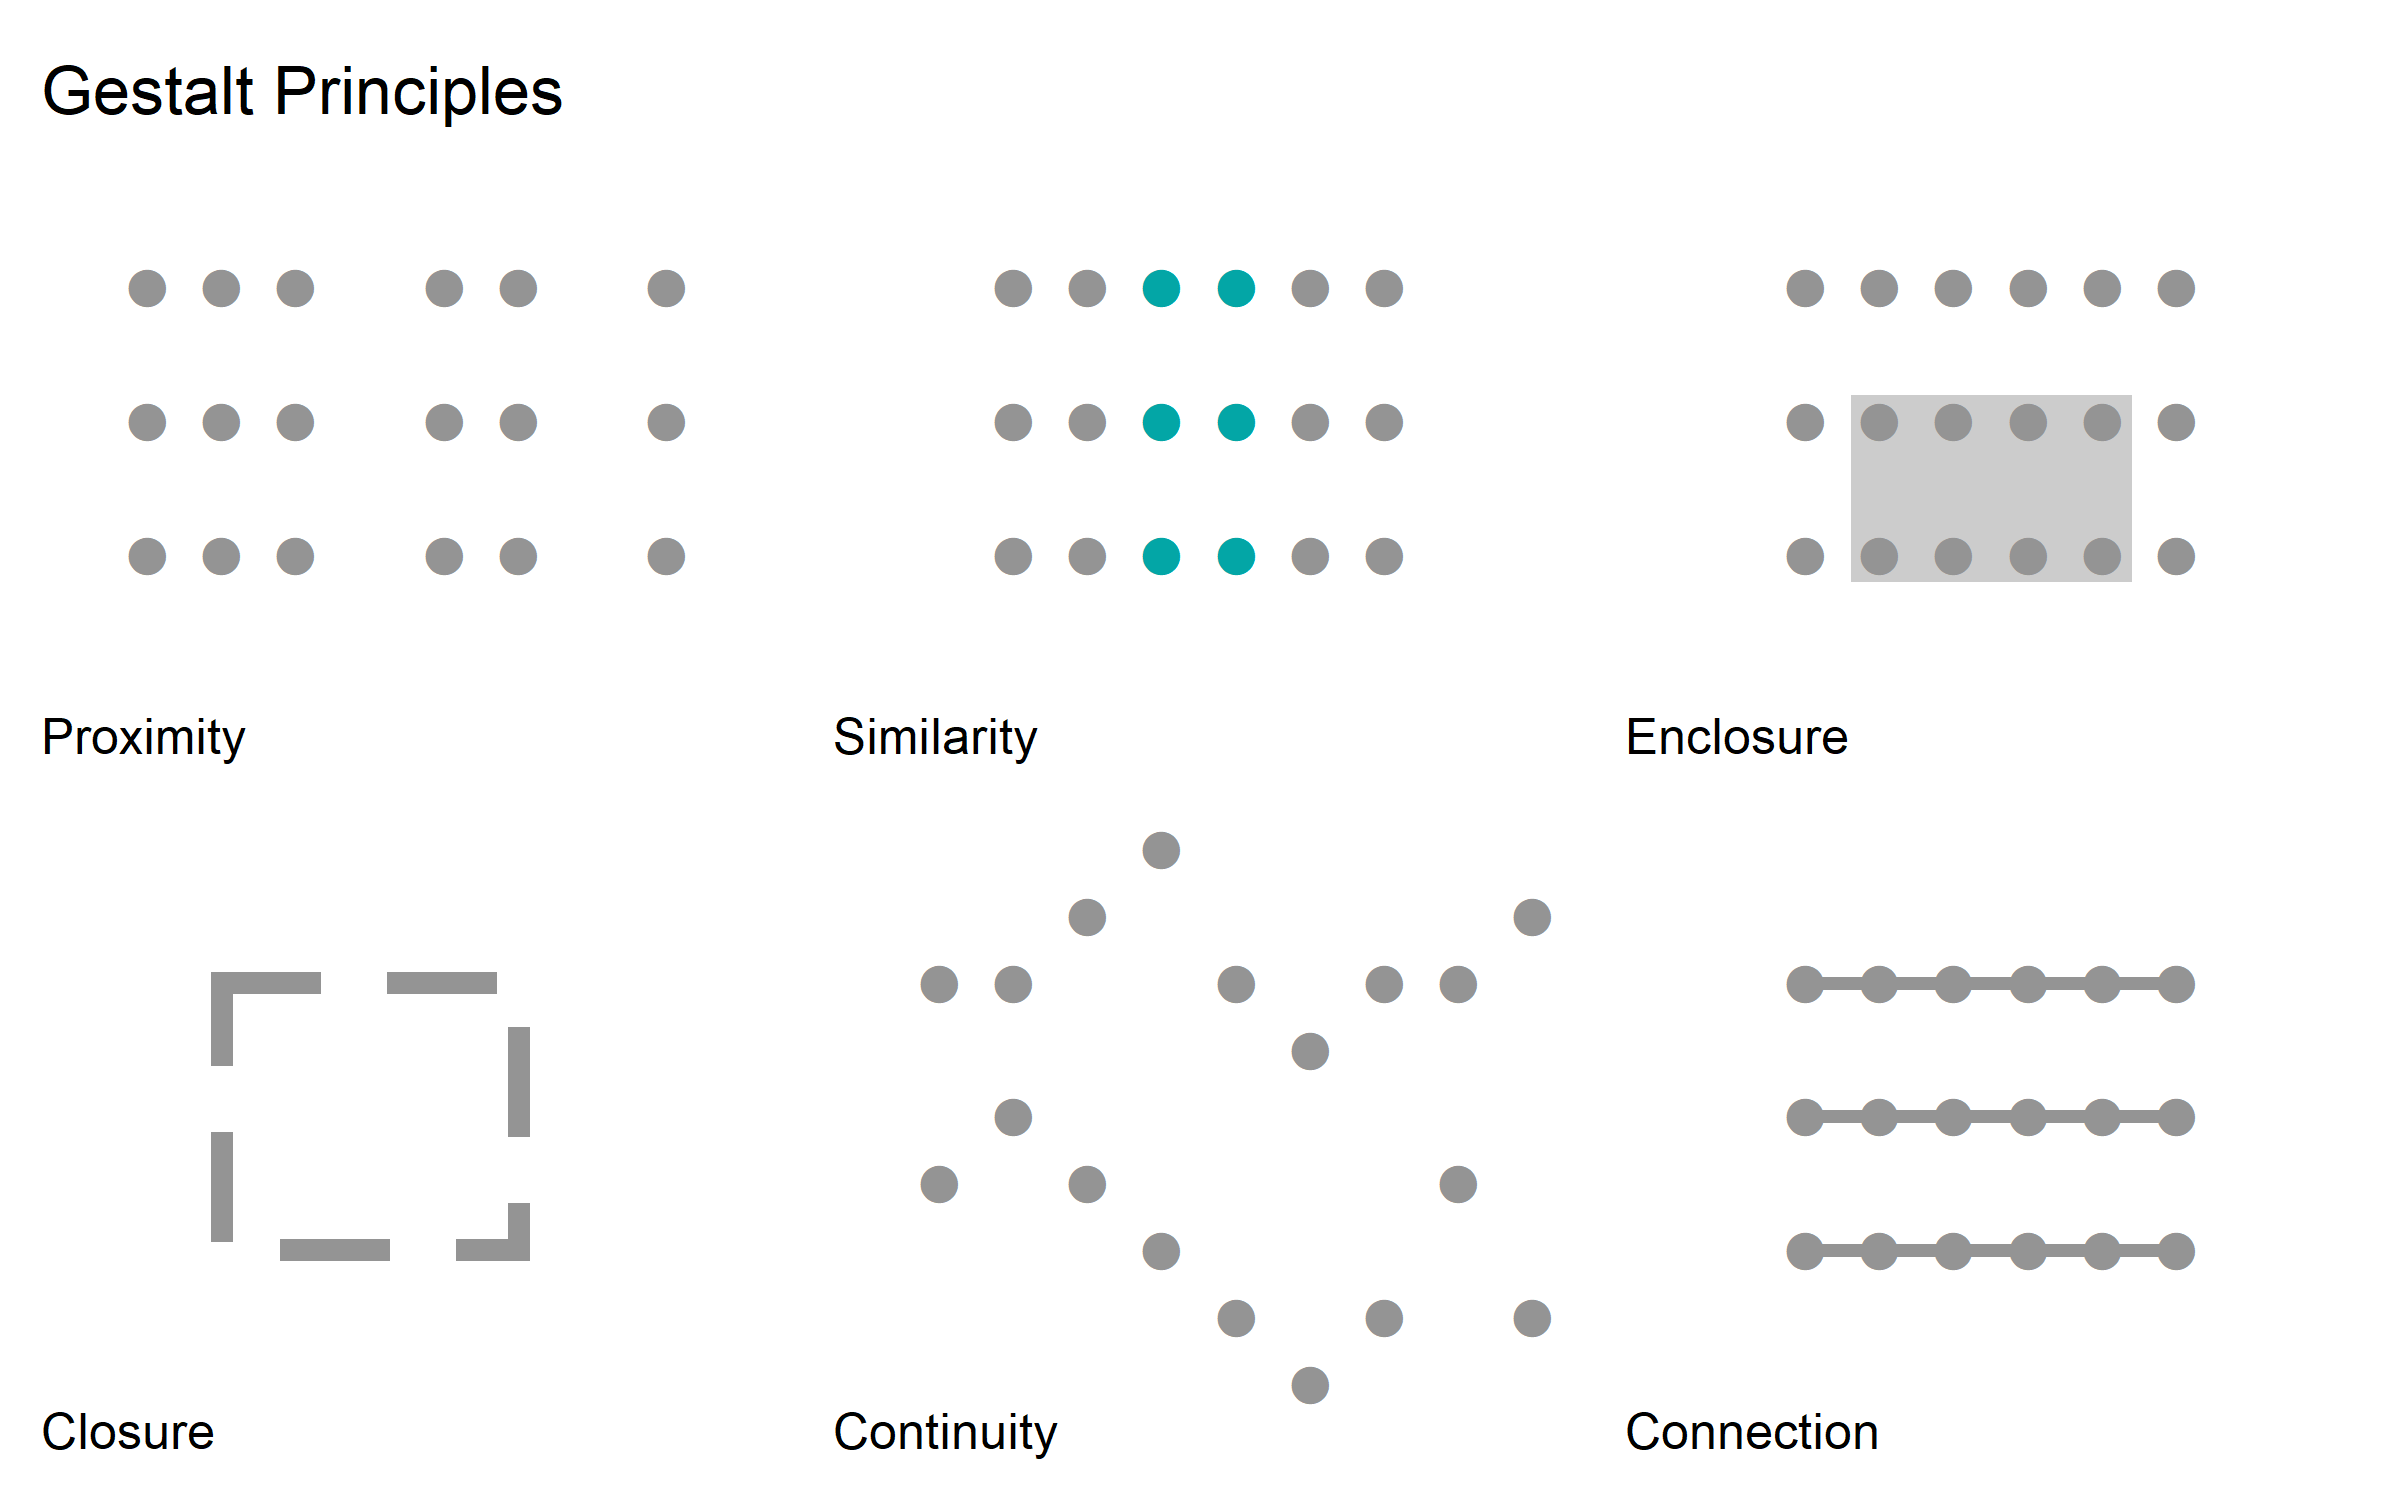 Gestalt Principles
Proximity
Similarity
Enclosure
Closure
Continuity
Connection